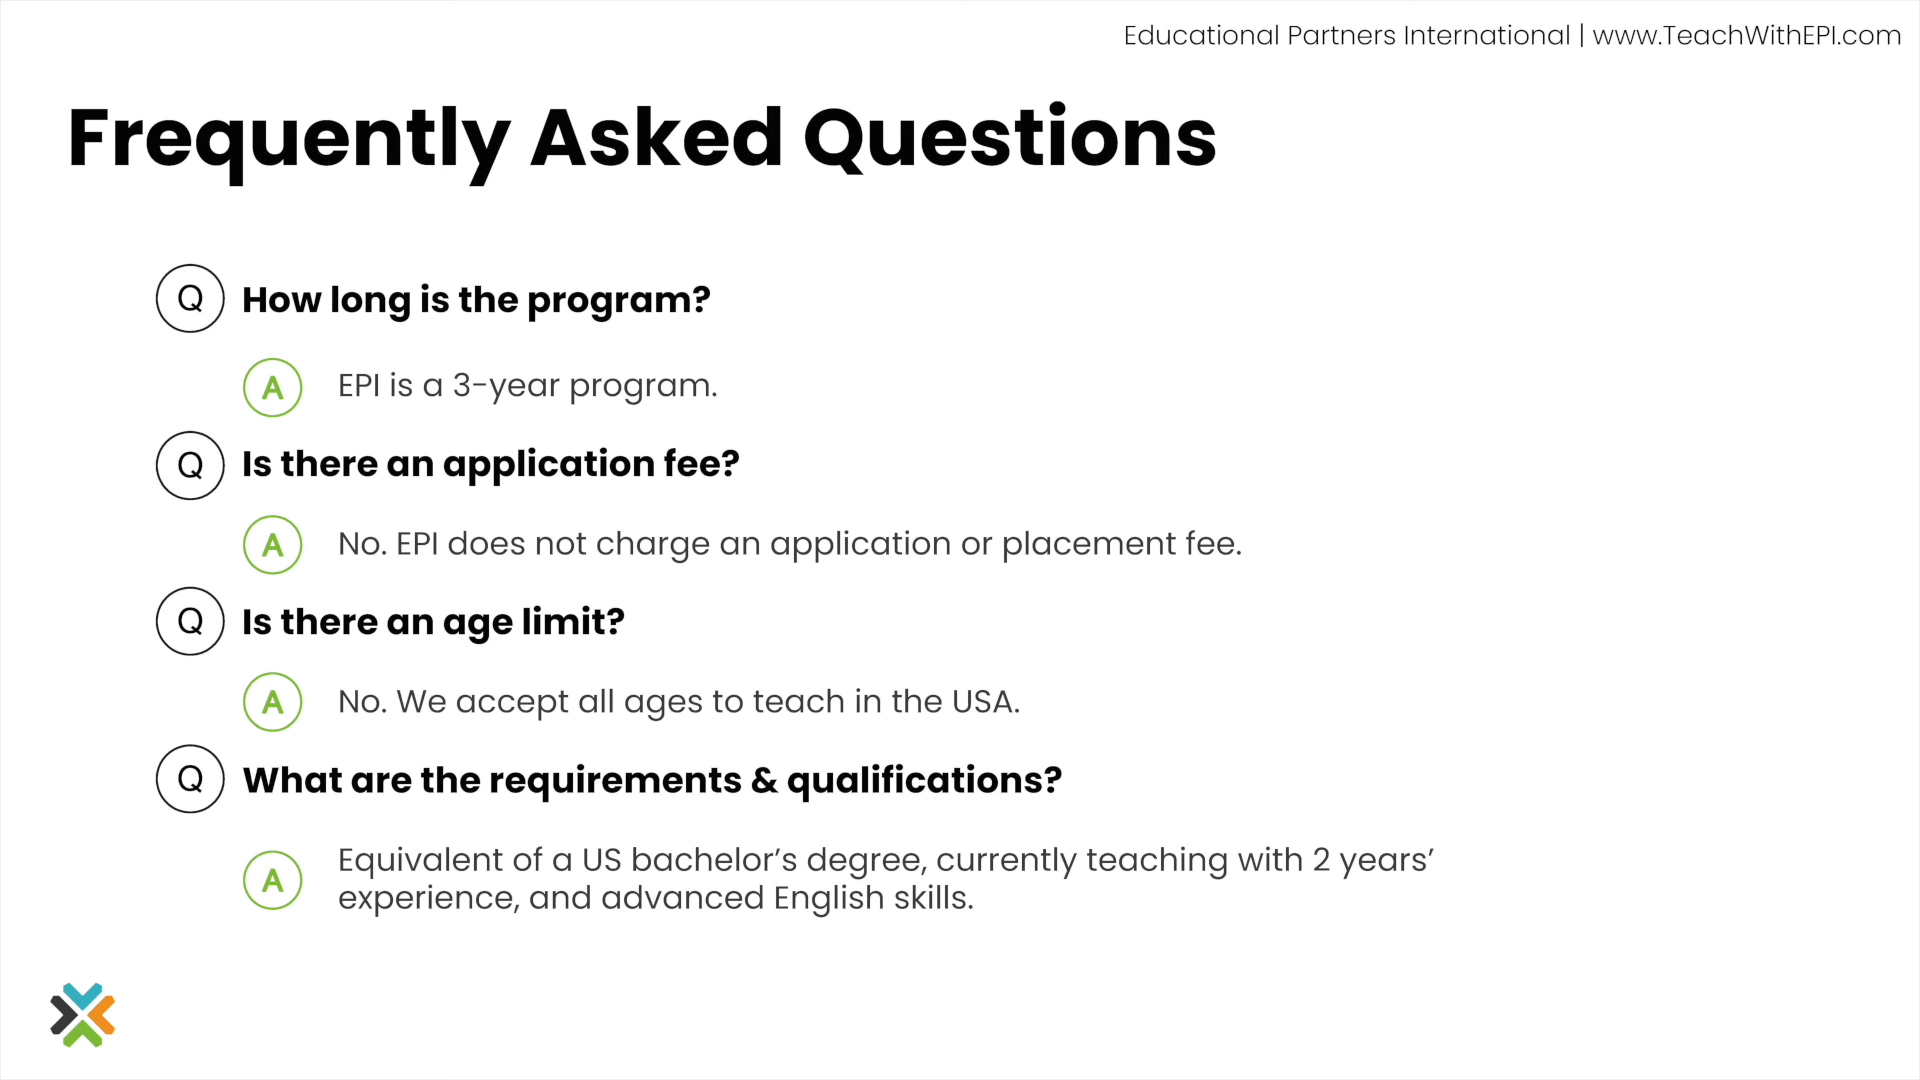 Educational Partners International | www.TeachWithEPI.com
Frequently Asked Questions
Q How long is the program?
A EPI is a 3-year program.
Q Is there an application fee?
A No. EPI does not charge an application or placement fee.
Q Is there an age limit?
A No. We accept all ages to teach in the USA.
Q What are the requirements & qualifications?
A Equivalent of a US bachelor’s degree, currently teaching with 2 years’
experience, and advanced English skills.